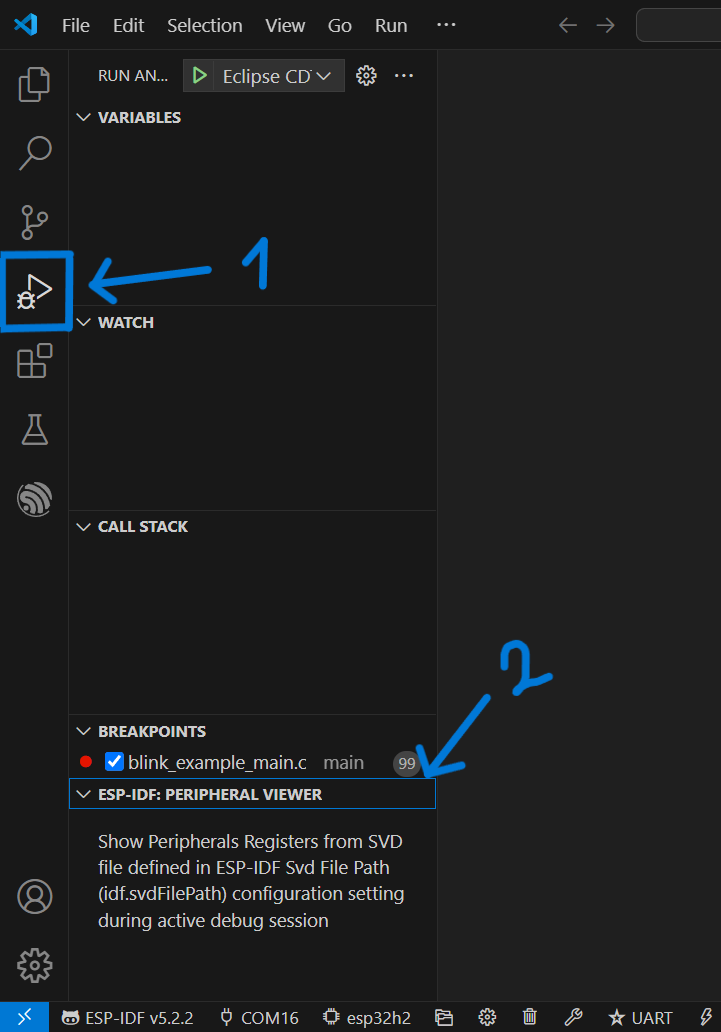 File Edit Selection View Go Run ···
RUN AN... Eclipse CDT ···
VARIABLES
1
WATCH
CALL STACK
2
BREAKPOINTS
blink_example_main.c main 99
ESP-IDF: PERIPHERAL VIEWER
Show Peripherals Registers from SVD
file defined in ESP-IDF Svd File Path
(idf.svdFilePath) configuration setting
during active debug session
ESP-IDF v5.2.2 COM16 esp32h2 UART